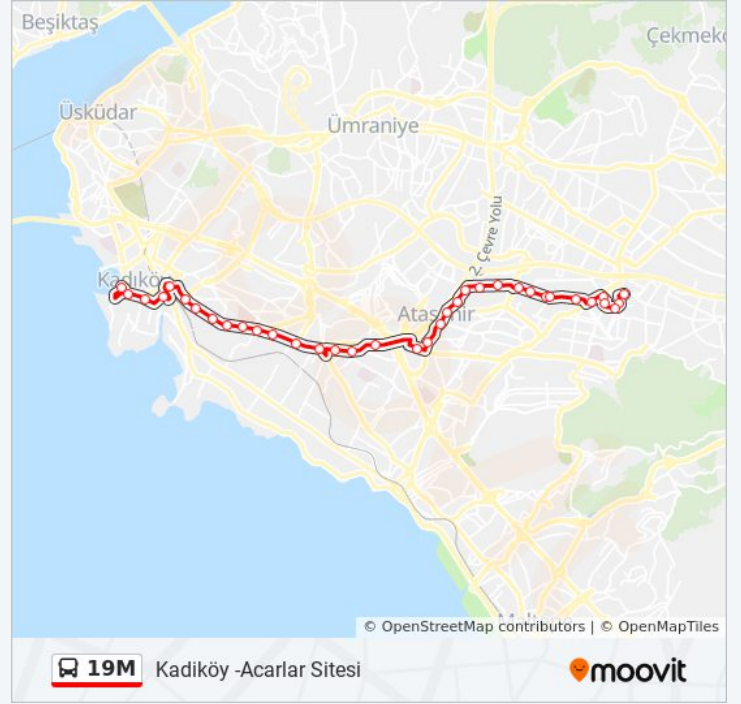 Beşiktaş
Çekmekö
Üsküdar
Ümraniye
2. Çevre Yolu
Kadıköy
Ataşehir
© OpenStreetMap contributors | © OpenMapTiles
19M Kadiköy -Acarlar Sitesi
moovit